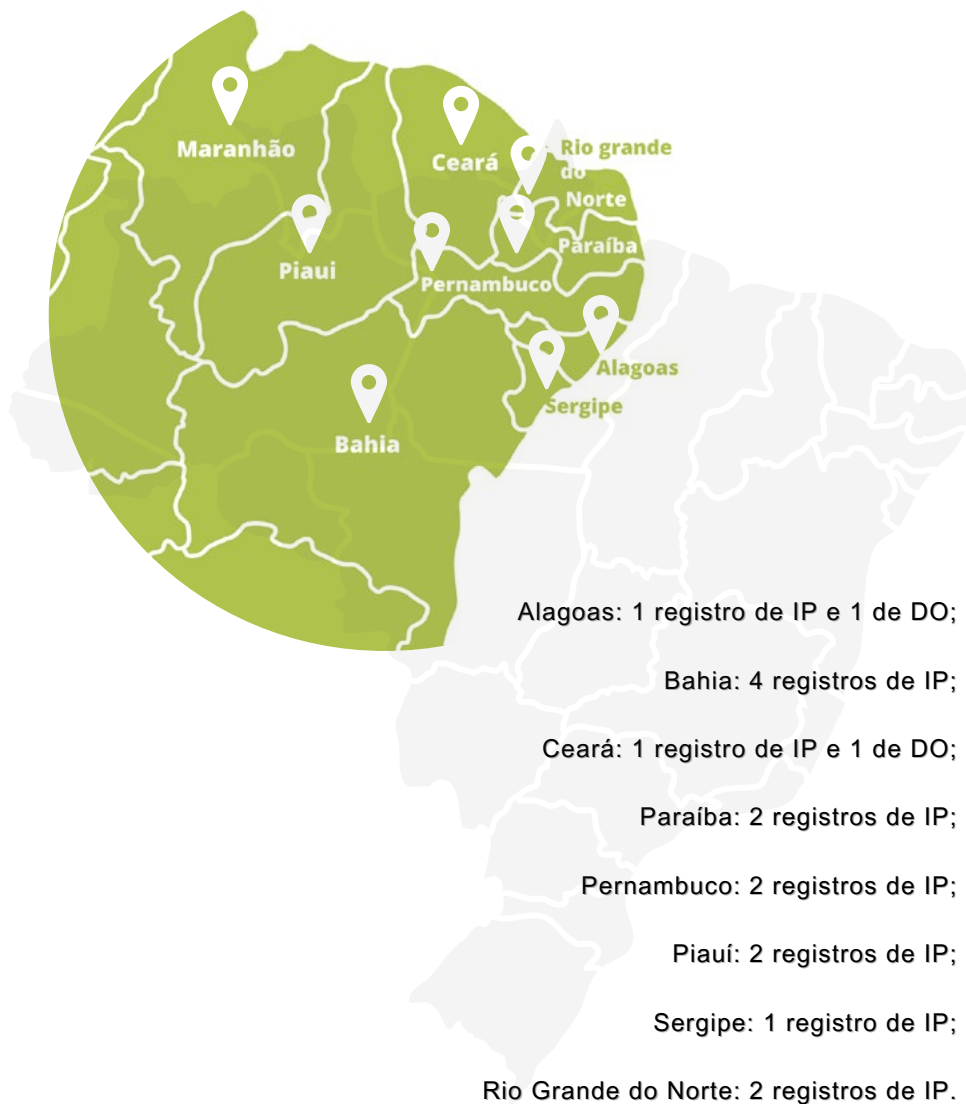 Maranhão
Ceará
Rio grande
do
Norte
Paraíba
Piaui
Pernambuco
Alagoas
Sergipe
Bahia
Alagoas: 1 registro de IP e 1 de DO;
Bahia: 4 registros de IP;
Ceará: 1 registro de IP e 1 de DO;
Paraíba: 2 registros de IP;
Pernambuco: 2 registros de IP;
Piauí: 2 registros de IP;
Sergipe: 1 registro de IP;
Rio Grande do Norte: 2 registros de IP.